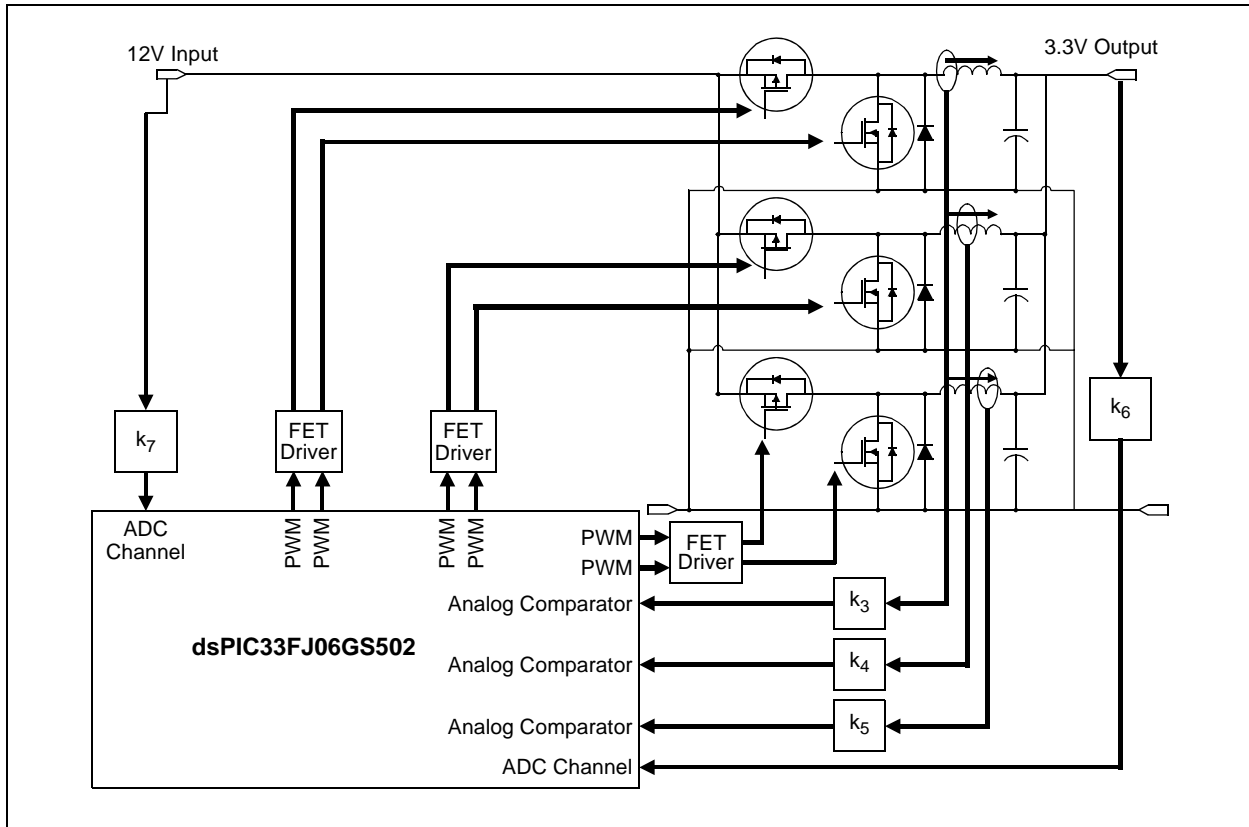 12V Input
3.3V Output
k7
FET
Driver
FET
Driver
k6
ADC
Channel
PWM
PWM
PWM
PWM
PWM
PWM
FET
Driver
Analog Comparator
k3
dsPIC33FJ06GS502
Analog Comparator
k4
Analog Comparator
k5
ADC Channel